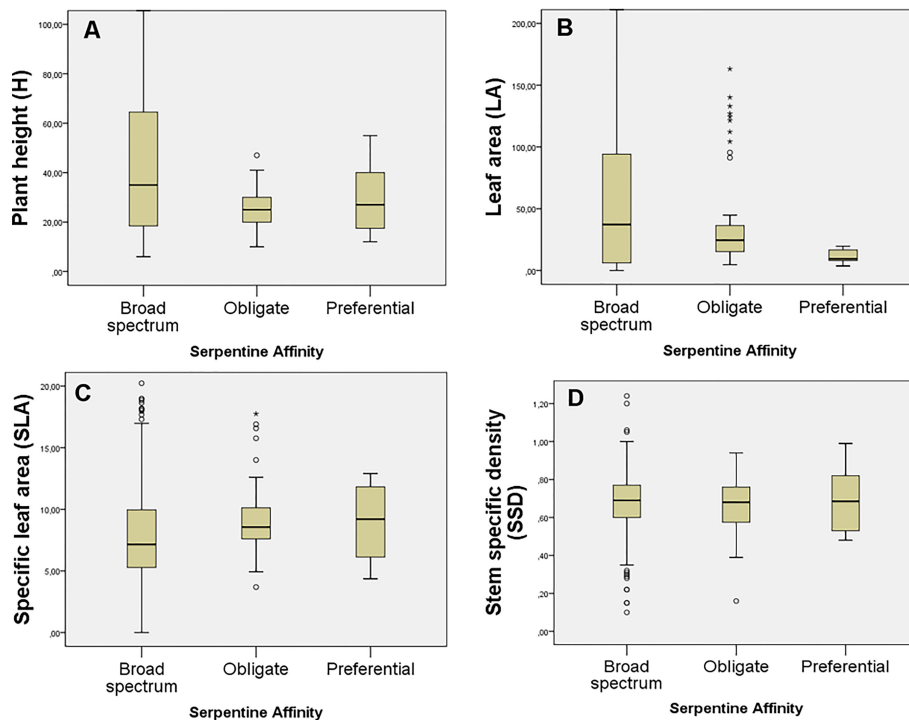 A
Plant height (H)
100,00
80,00
60,00
40,00
20,00
,00
Broad
spectrum
Obligate
Preferential
Serpentine Affinity
B
Leaf area (LA)
200,00
150,00
100,00
50,00
,00
Broad
spectrum
Obligate
Preferential
Serpentine Affinity
C
Specific leaf area (SLA)
20,00
15,00
10,00
5,00
,00
Broad
spectrum
Obligate
Preferential
Serpentine Affinity
D
Stem specific density
(SSD)
1,20
1,00
,80
,60
,40
,20
,00
Broad
spectrum
Obligate
Preferential
Serpentine Affinity